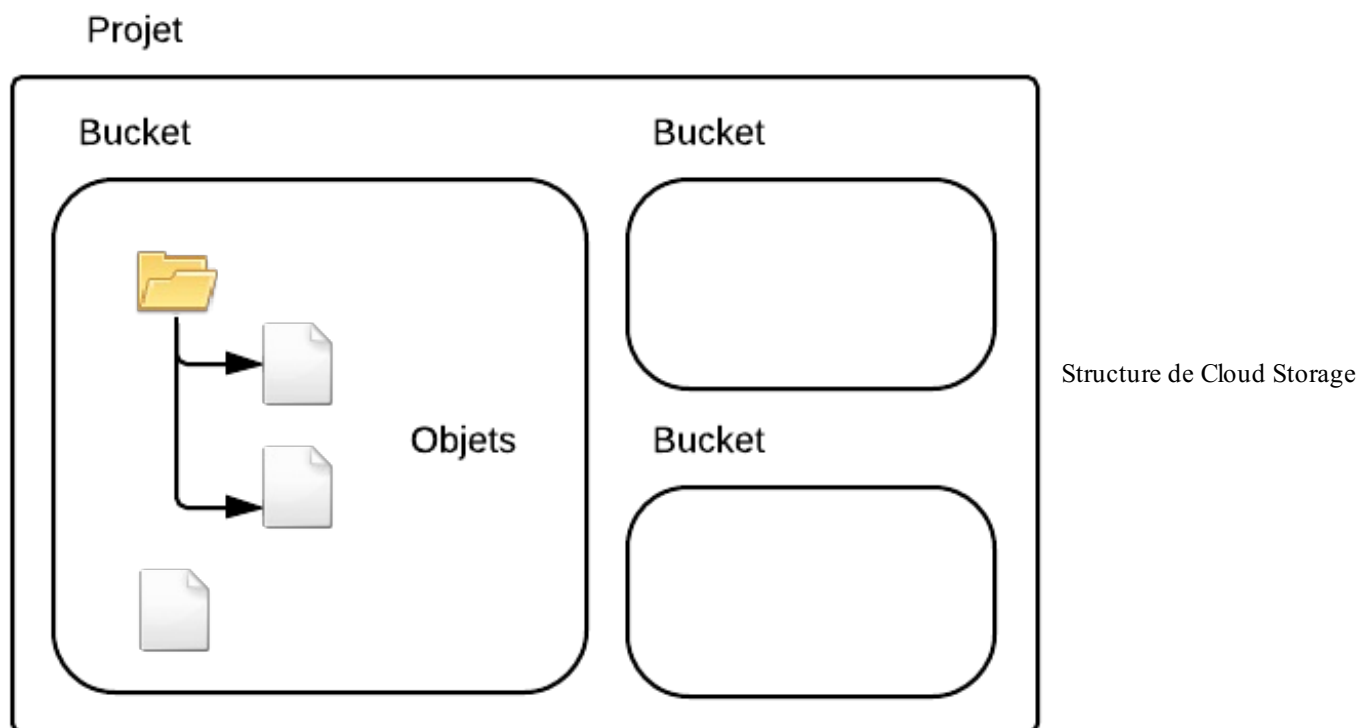 Projet
Bucket
Bucket
Structure de Cloud Storage
Objets
Bucket